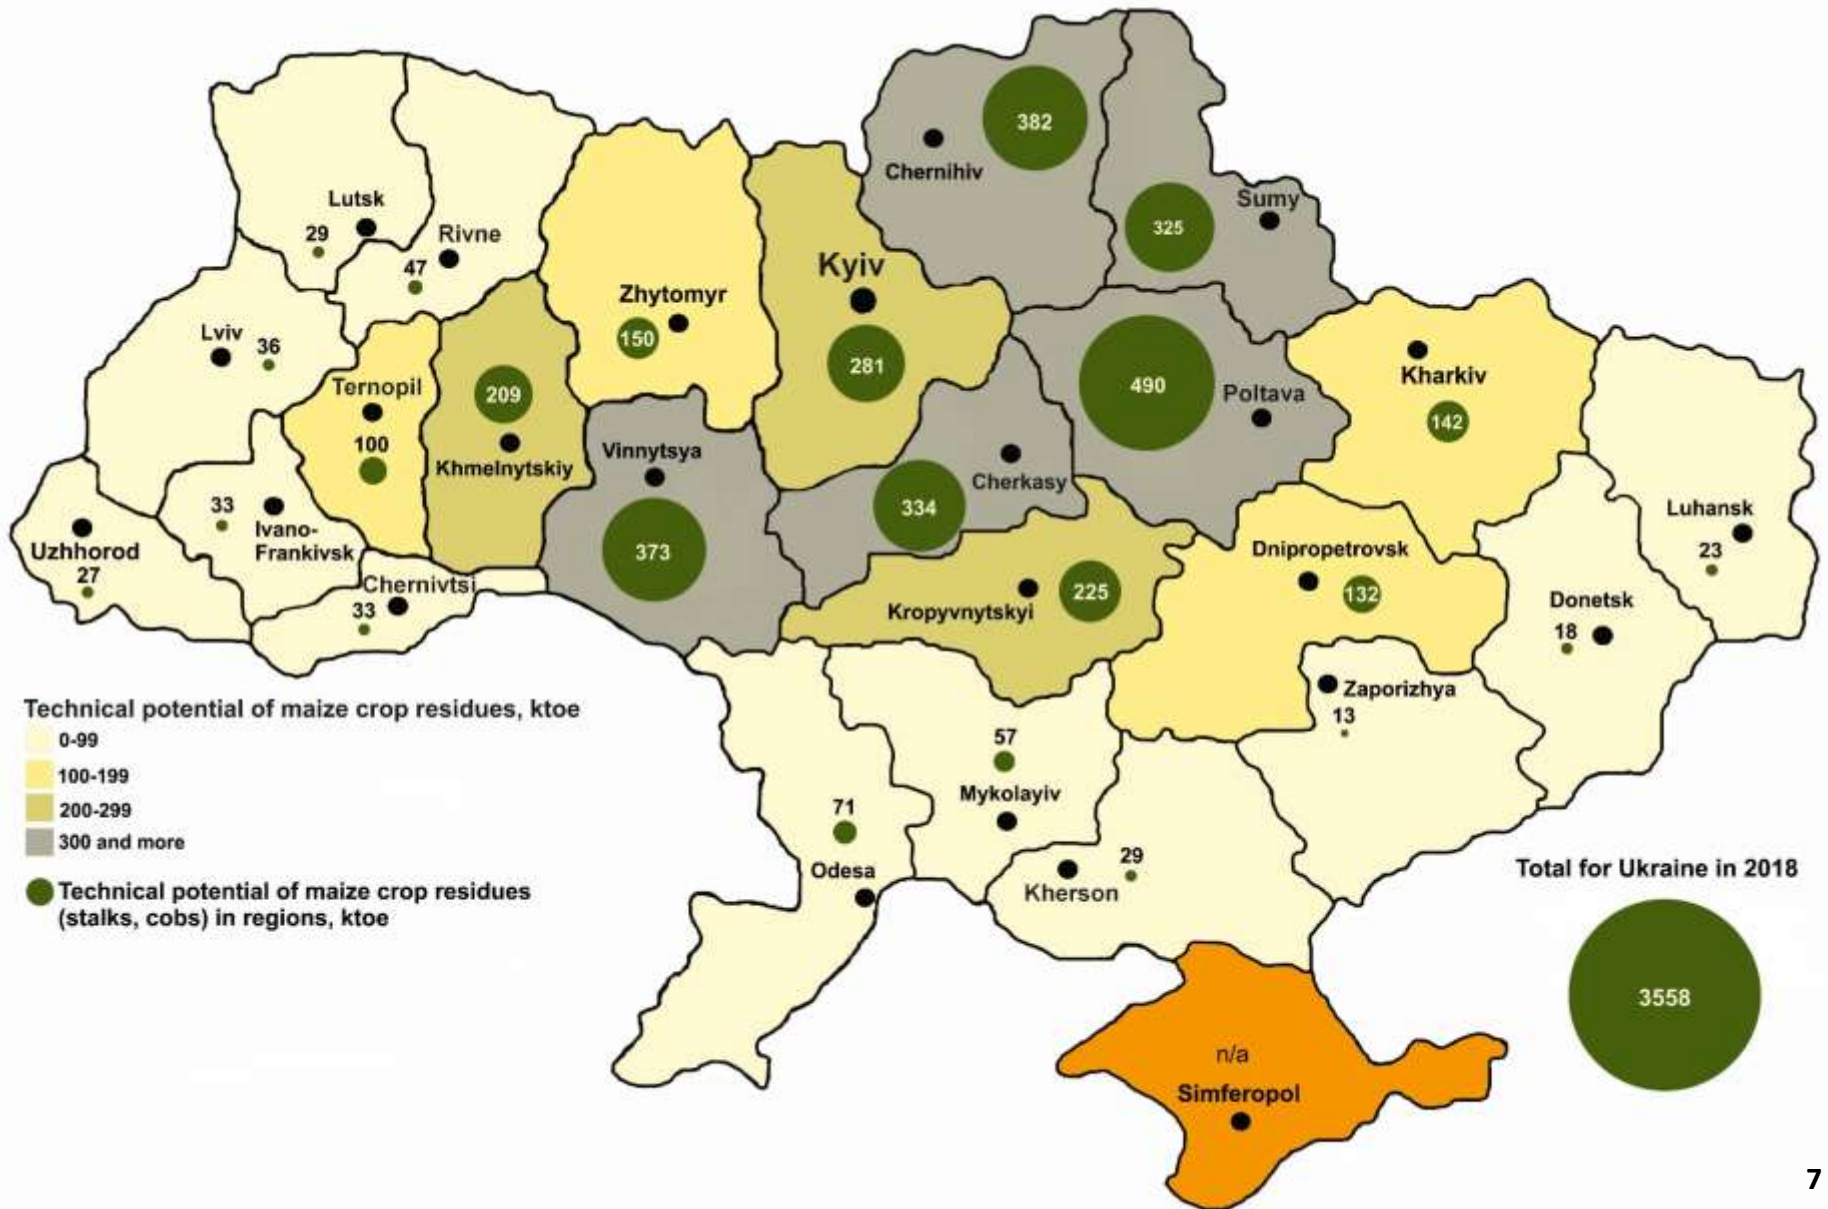 382
Chernihiv
Sumy
325
Lutsk
29
Rivne
47
Kyiv
281
Zhytomyr
150
Lviv
36
Ternopil
100
209
Khmelnytskiy
Vinnytsya
373
490
Poltava
Kharkiv
142
Cherkasy
334
33
Ivano-
Frankivsk
Uzhhorod
27
Chernivtsi
33
Luhansk
23
Dnipropetrovsk
132
Kropyvnytskyi
225
Donetsk
18
Zaporizhya
13
57
Mykolayiv
71
Odesa
29
Kherson
Technical potential of maize crop residues, ktoe
0-99
100-199
200-299
300 and more
Technical potential of maize crop residues
(stalks, cobs) in regions, ktoe
Total for Ukraine in 2018
3558
n/a
Simferopol
7